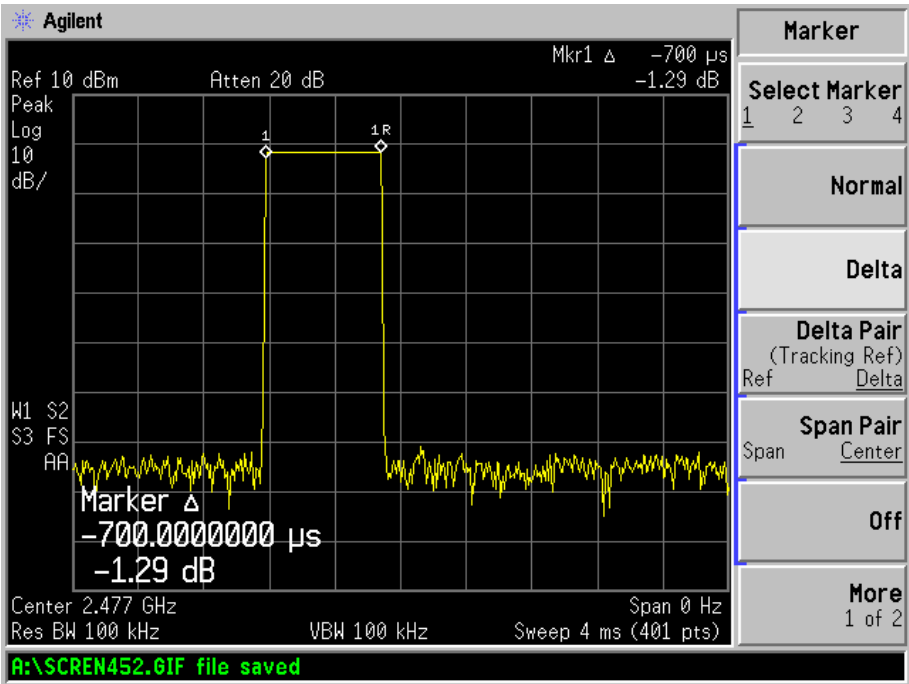 Agilent
Marker
Mkr1 Δ −700 µs
Ref 10 dBm Atten 20 dB −1.29 dB
Peak
Log
10
dB/
1 1R
W1 S2
S3 FS
AA
Marker Δ
−700.0000000 µs
−1.29 dB
Center 2.477 GHz Span 0 Hz
Res BW 100 kHz VBW 100 kHz Sweep 4 ms (401 pts)
A:\SCREN452.GIF file saved
Select Marker
1 2 3 4
Normal
Delta
Delta Pair
(Tracking Ref)
Ref Delta
Span Pair
Span Center
Off
More
1 of 2